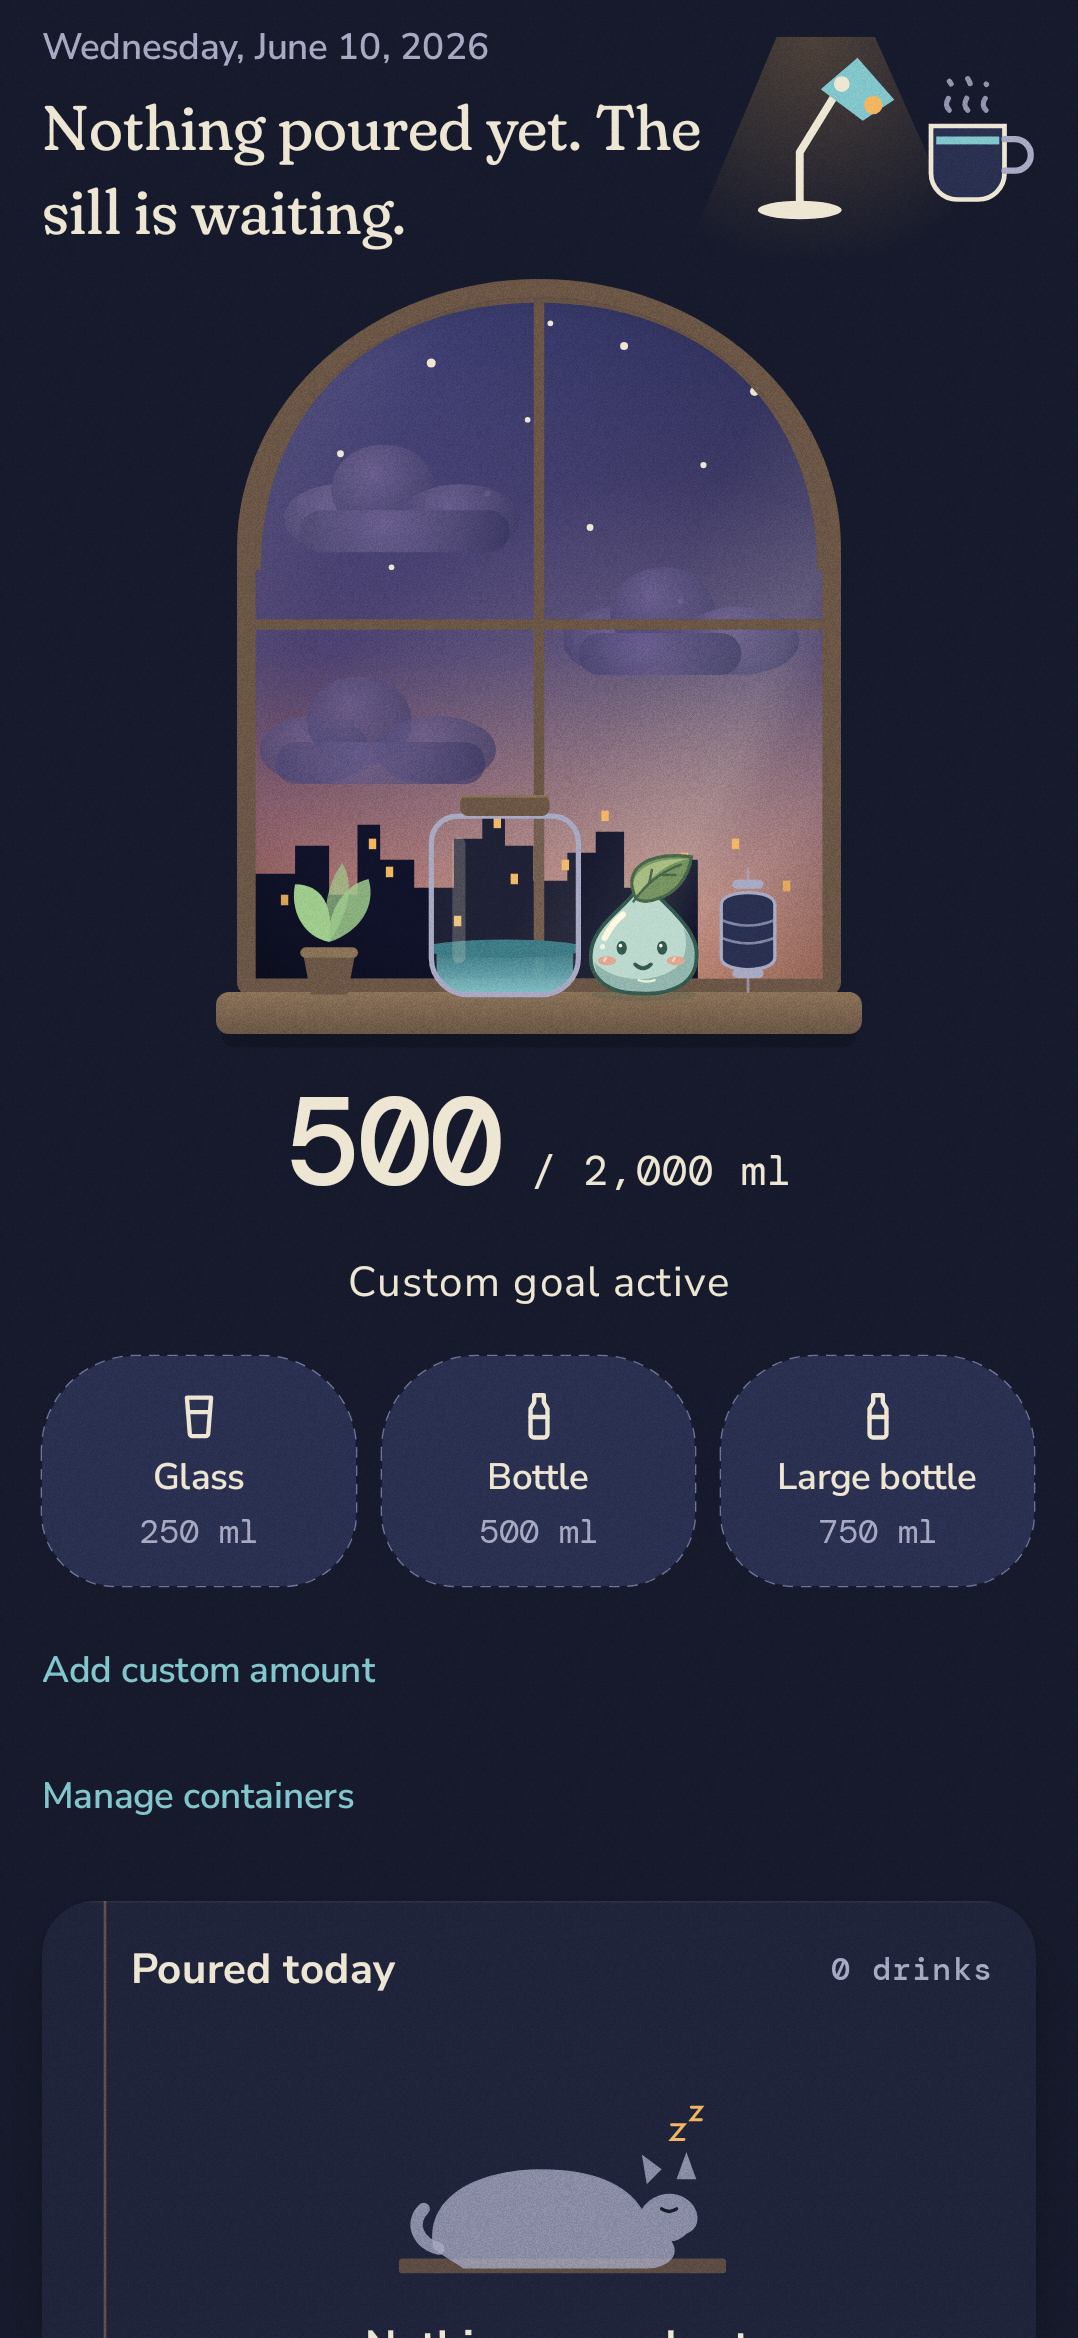 Wednesday, June 10, 2026
Nothing poured yet. The
sill is waiting.
500 / 2,000 ml
Custom goal active
Glass
250 ml
Bottle
500 ml
Large bottle
750 ml
Add custom amount
Manage containers
Poured today
0 drinks
z
z